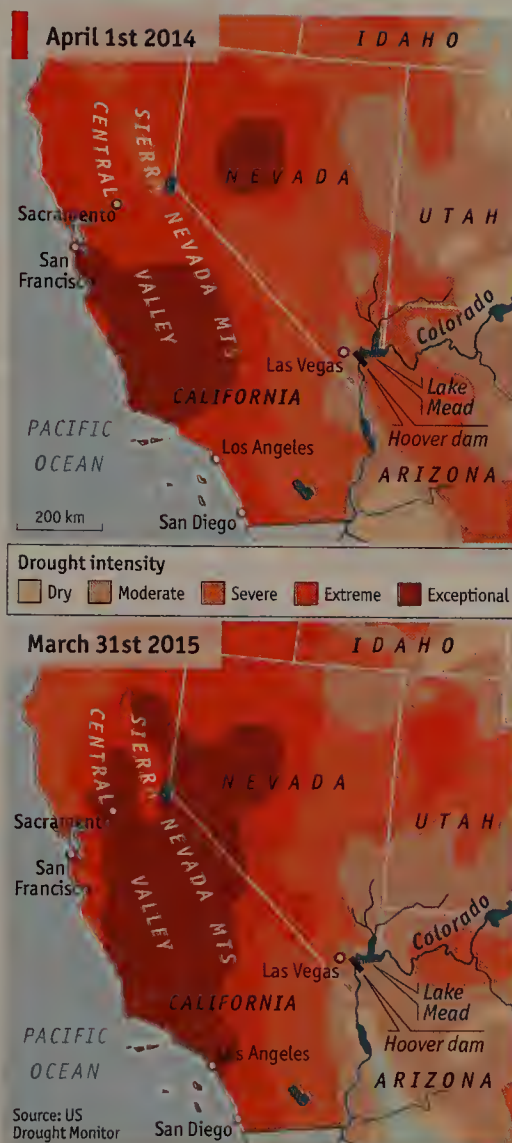 April 1st 2014
IDAHO
CENTRAL
SIERRA
NEVADA
Sacramento
NEVADA MTS
UTAH
San
Francisco
VALLEY
Colorado
Las Vegas
Lake
Mead
CALIFORNIA
Hoover dam
PACIFIC
OCEAN
Los Angeles
ARIZONA
200 km
San Diego
Drought intensity
Dry Moderate Severe Extreme Exceptional
March 31st 2015
IDAHO
CENTRAL
SIERRA
NEVADA
Sacramento
NEVADA MTS
UTAH
San
Francisco
VALLEY
Colorado
Las Vegas
Lake
Mead
CALIFORNIA
Hoover dam
PACIFIC
OCEAN
Los Angeles
ARIZONA
Source: US
Drought Monitor
San Diego